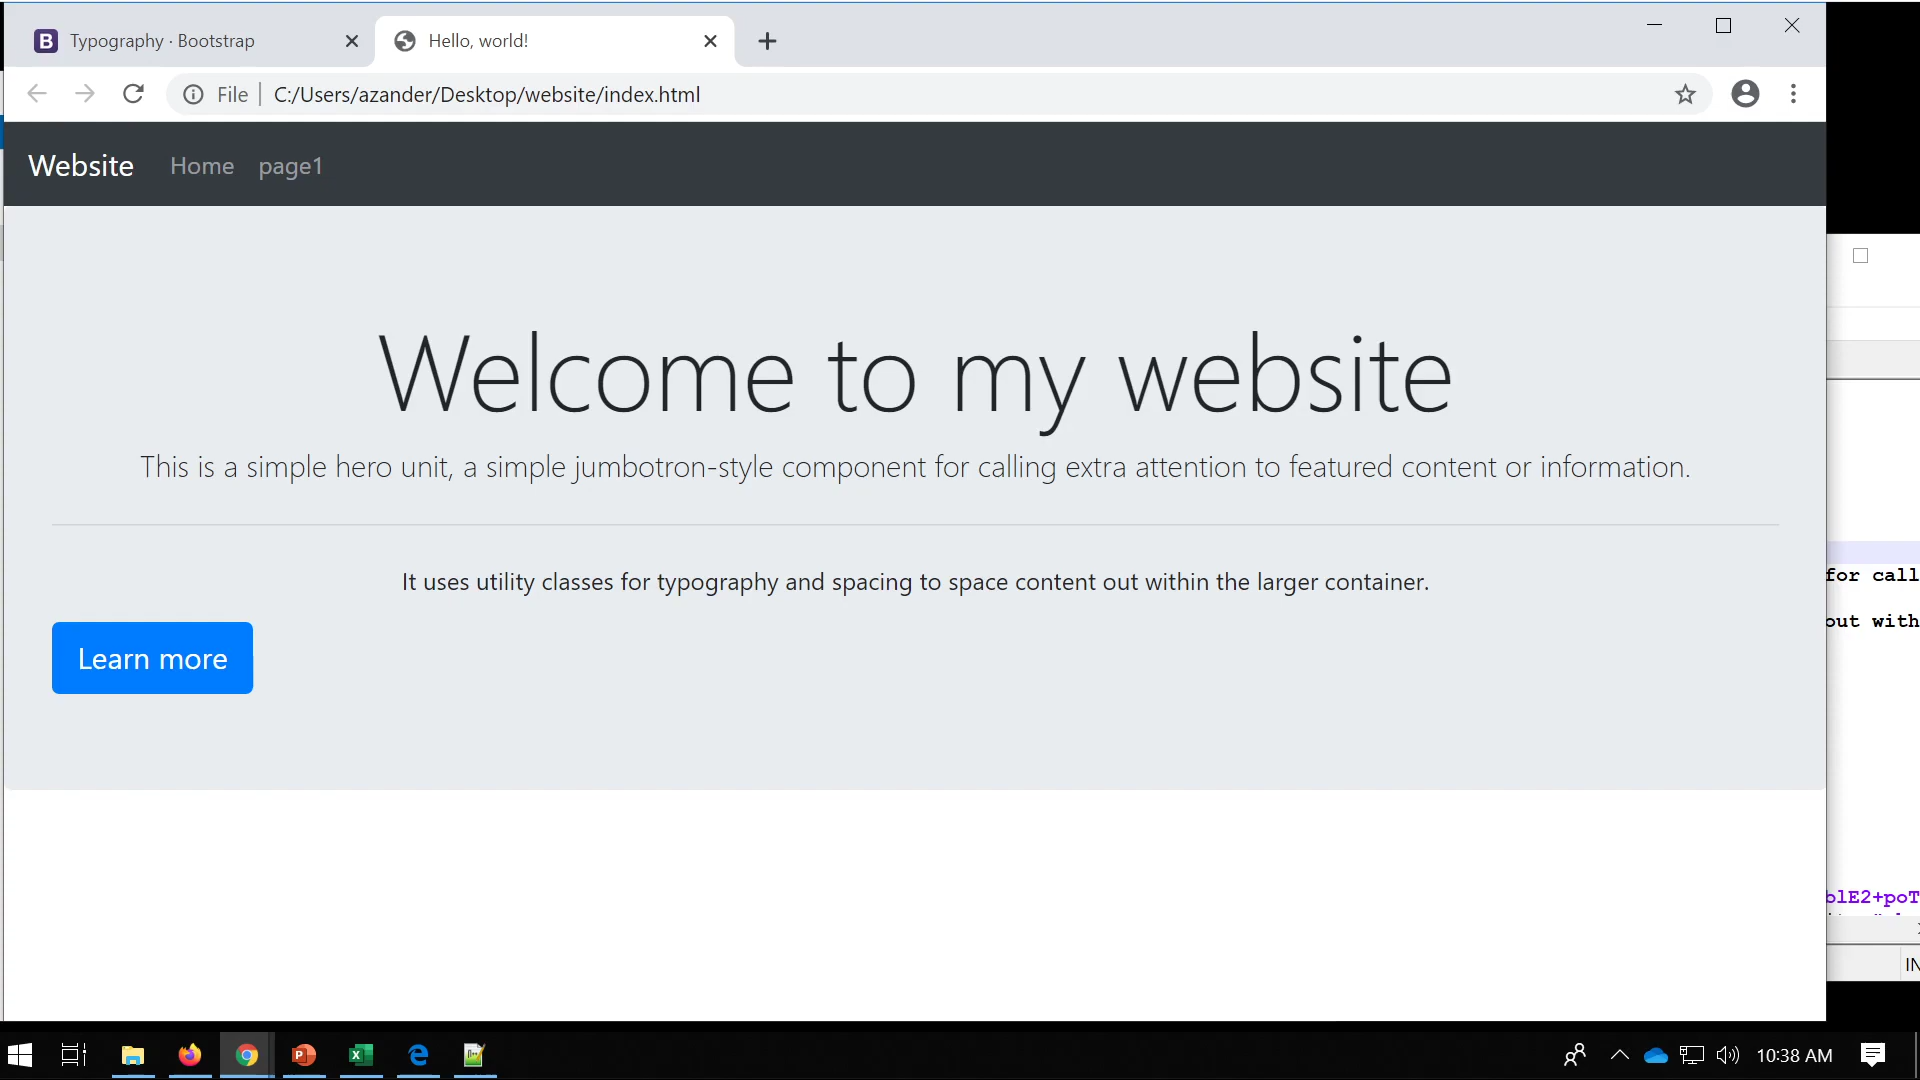 Typography · Bootstrap
Hello, world!
File
C:/Users/azander/Desktop/website/index.html
Website
Home
page1
Welcome to my website
This is a simple hero unit, a simple jumbotron-style component for calling extra attention to featured content or information.
for call
It uses utility classes for typography and spacing to space content out within the larger container.
out with
Learn more
blE2+poT
IN
10:38 AM